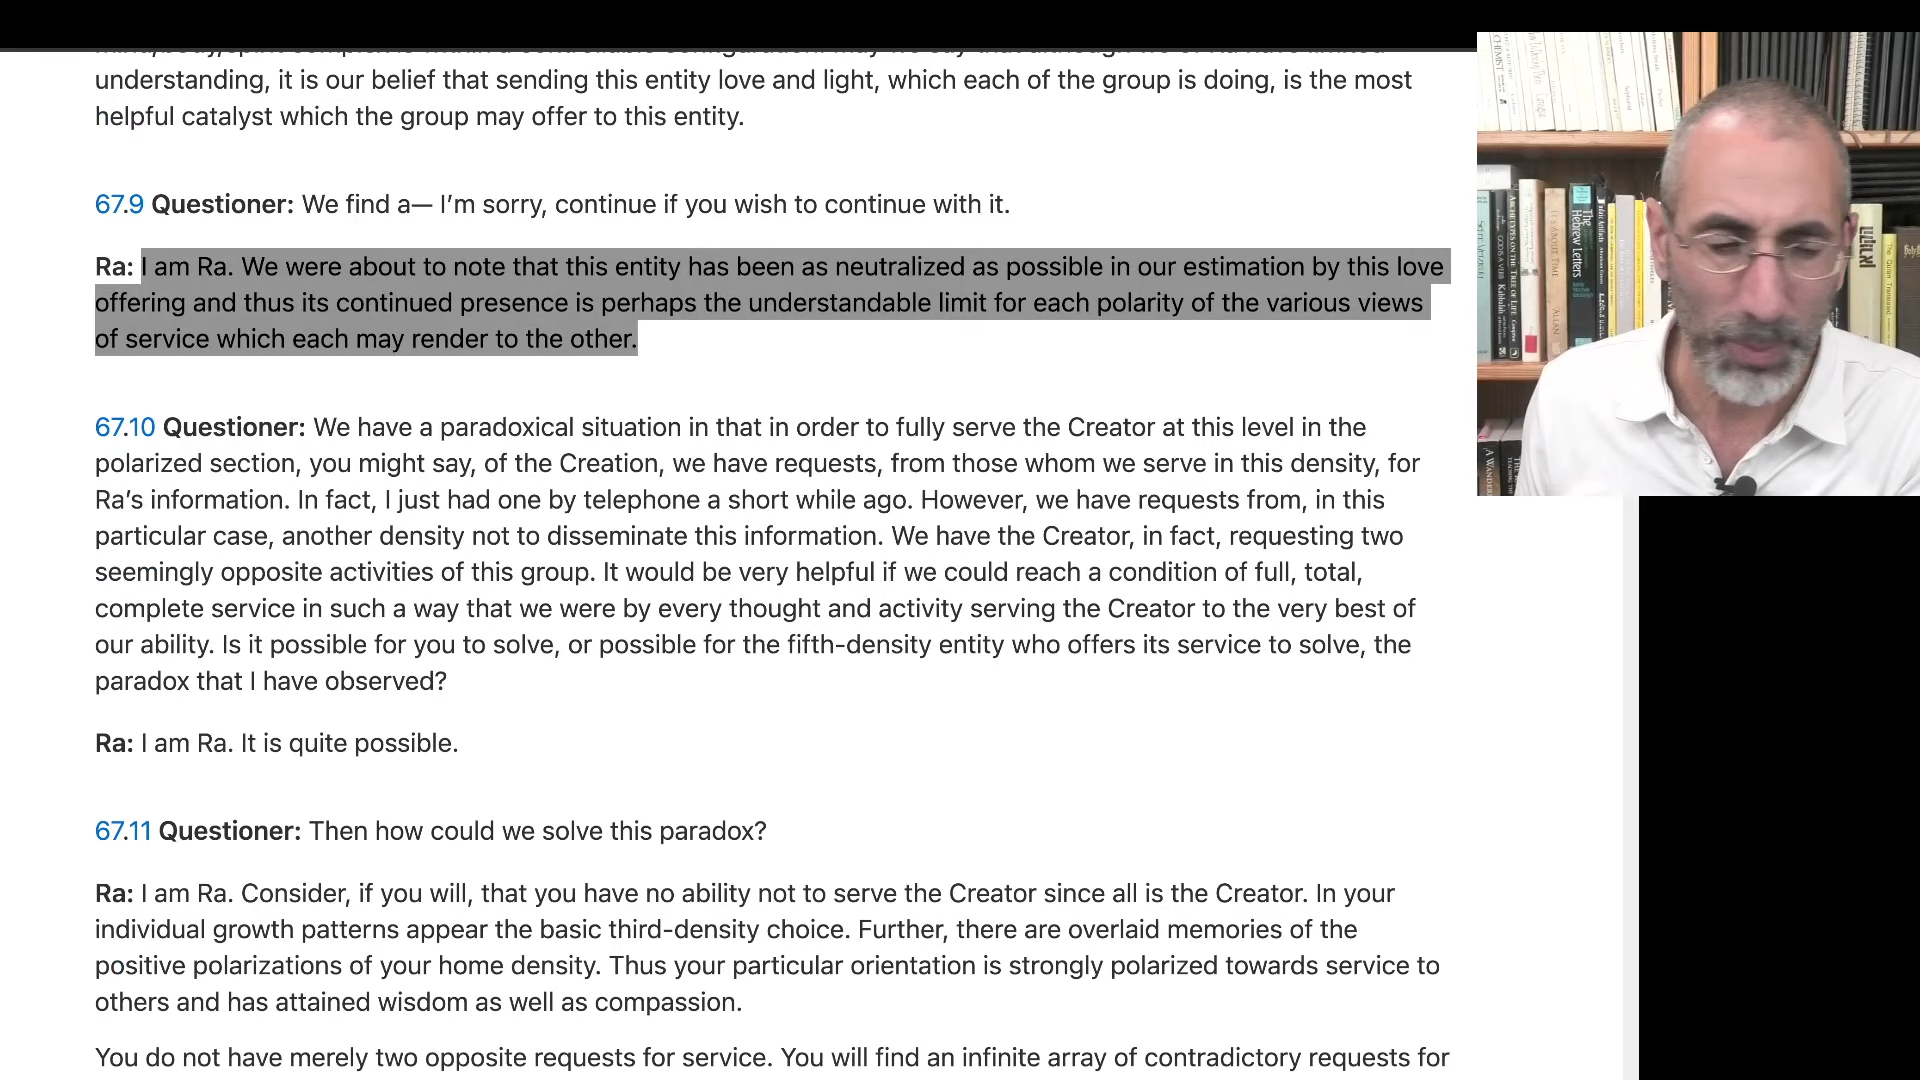 understanding, it is our belief that sending this entity love and light, which each of the group is doing, is the most
helpful catalyst which the group may offer to this entity.
67.9 Questioner: We find a— I'm sorry, continue if you wish to continue with it.
Ra: I am Ra. We were about to note that this entity has been as neutralized as possible in our estimation by this love
offering and thus its continued presence is perhaps the understandable limit for each polarity of the various views
of service which each may render to the other.
67.10 Questioner: We have a paradoxical situation in that in order to fully serve the Creator at this level in the
polarized section, you might say, of the Creation, we have requests, from those whom we serve in this density, for
Ra's information. In fact, I just had one by telephone a short while ago. However, we have requests from, in this
particular case, another density not to disseminate this information. We have the Creator, in fact, requesting two
seemingly opposite activities of this group. It would be very helpful if we could reach a condition of full, total,
complete service in such a way that we were by every thought and activity serving the Creator to the very best of
our ability. Is it possible for you to solve, or possible for the fifth-density entity who offers its service to solve, the
paradox that I have observed?
Ra: I am Ra. It is quite possible.
67.11 Questioner: Then how could we solve this paradox?
Ra: I am Ra. Consider, if you will, that you have no ability not to serve the Creator since all is the Creator. In your
individual growth patterns appear the basic third-density choice. Further, there are overlaid memories of the
positive polarizations of your home density. Thus your particular orientation is strongly polarized towards service to
others and has attained wisdom as well as compassion.
You do not have merely two opposite requests for service. You will find an infinite array of contradictory requests for
The Hebrew Letters
IT'S ABOUT TIME
ALLAN
A WANDER